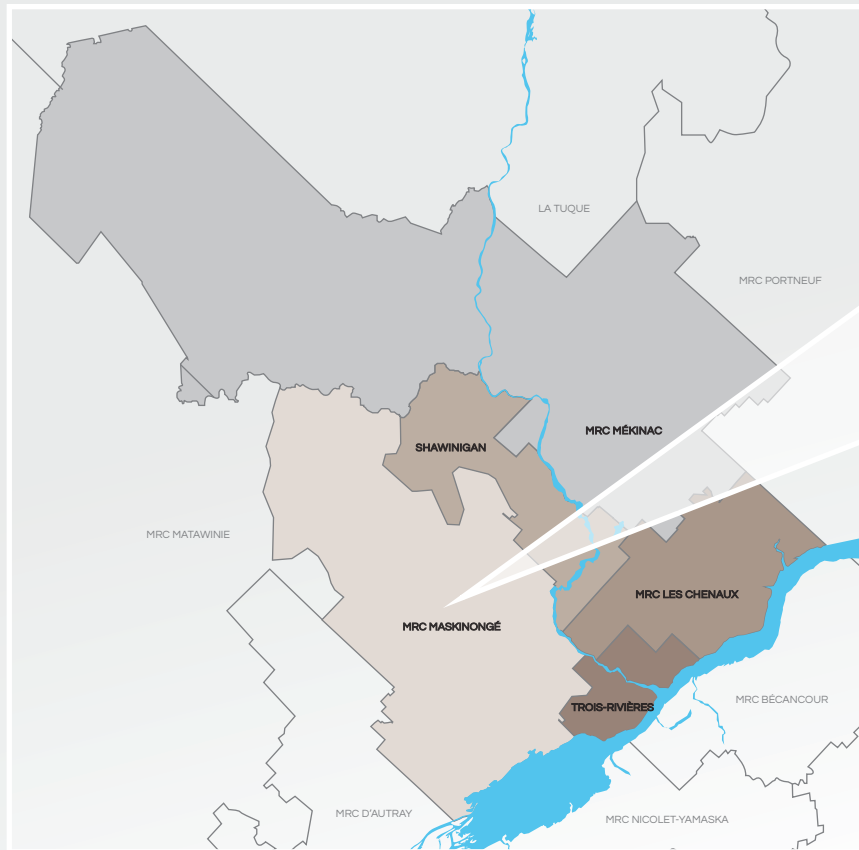 LA TUQUE
MRC PORTNEUF
MRC MÉKINAC
SHAWINIGAN
MRC MATAWINIE
MRC LES CHENAUX
MRC MASKINONGÉ
MRC BÉCANCOUR
TROIS-RIVIÈRES
MRC D'AUTRAY
MRC NICOLET-YAMASKA